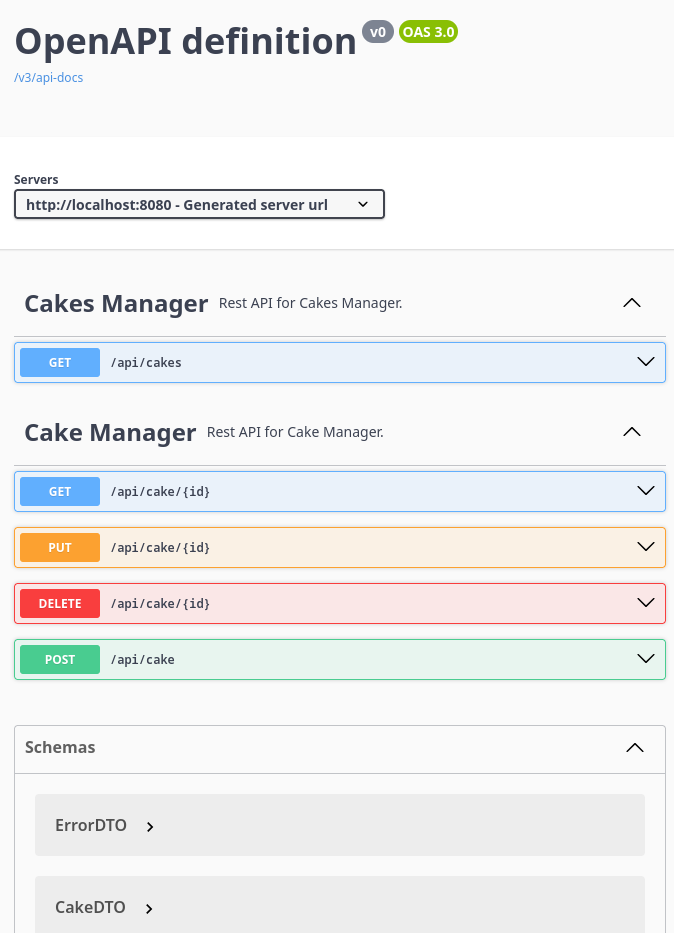 OpenAPI definition v0 OAS 3.0
/v3/api-docs
Servers
http://localhost:8080 - Generated server url
Cakes Manager Rest API for Cakes Manager.
GET /api/cakes
Cake Manager Rest API for Cake Manager.
GET /api/cake/{id}
PUT /api/cake/{id}
DELETE /api/cake/{id}
POST /api/cake
Schemas
ErrorDTO
CakeDTO